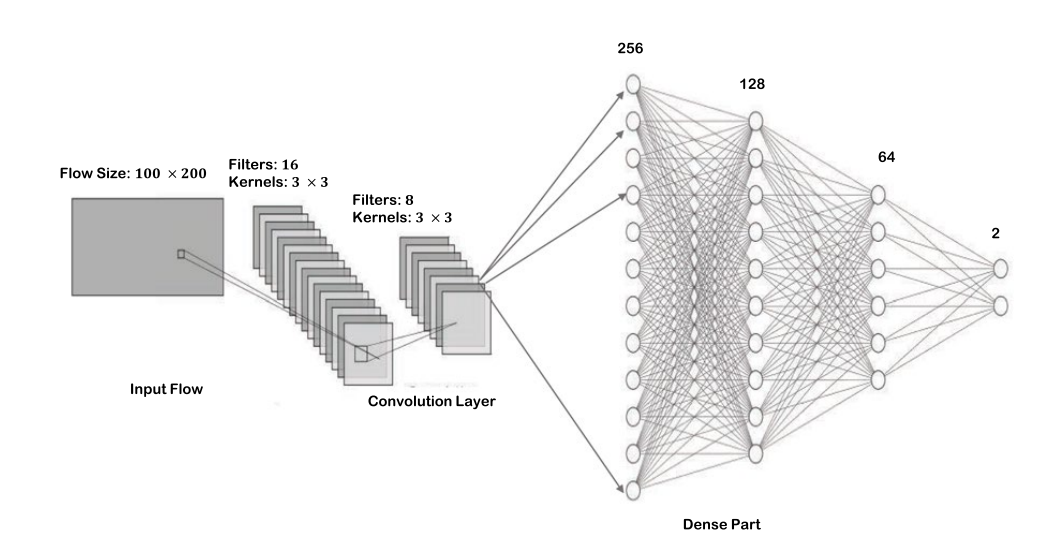 256
128
64
2
Flow Size: 100 × 200
Filters: 16
Kernels: 3 × 3
Filters: 8
Kernels: 3 × 3
Input Flow
Convolution Layer
Dense Part